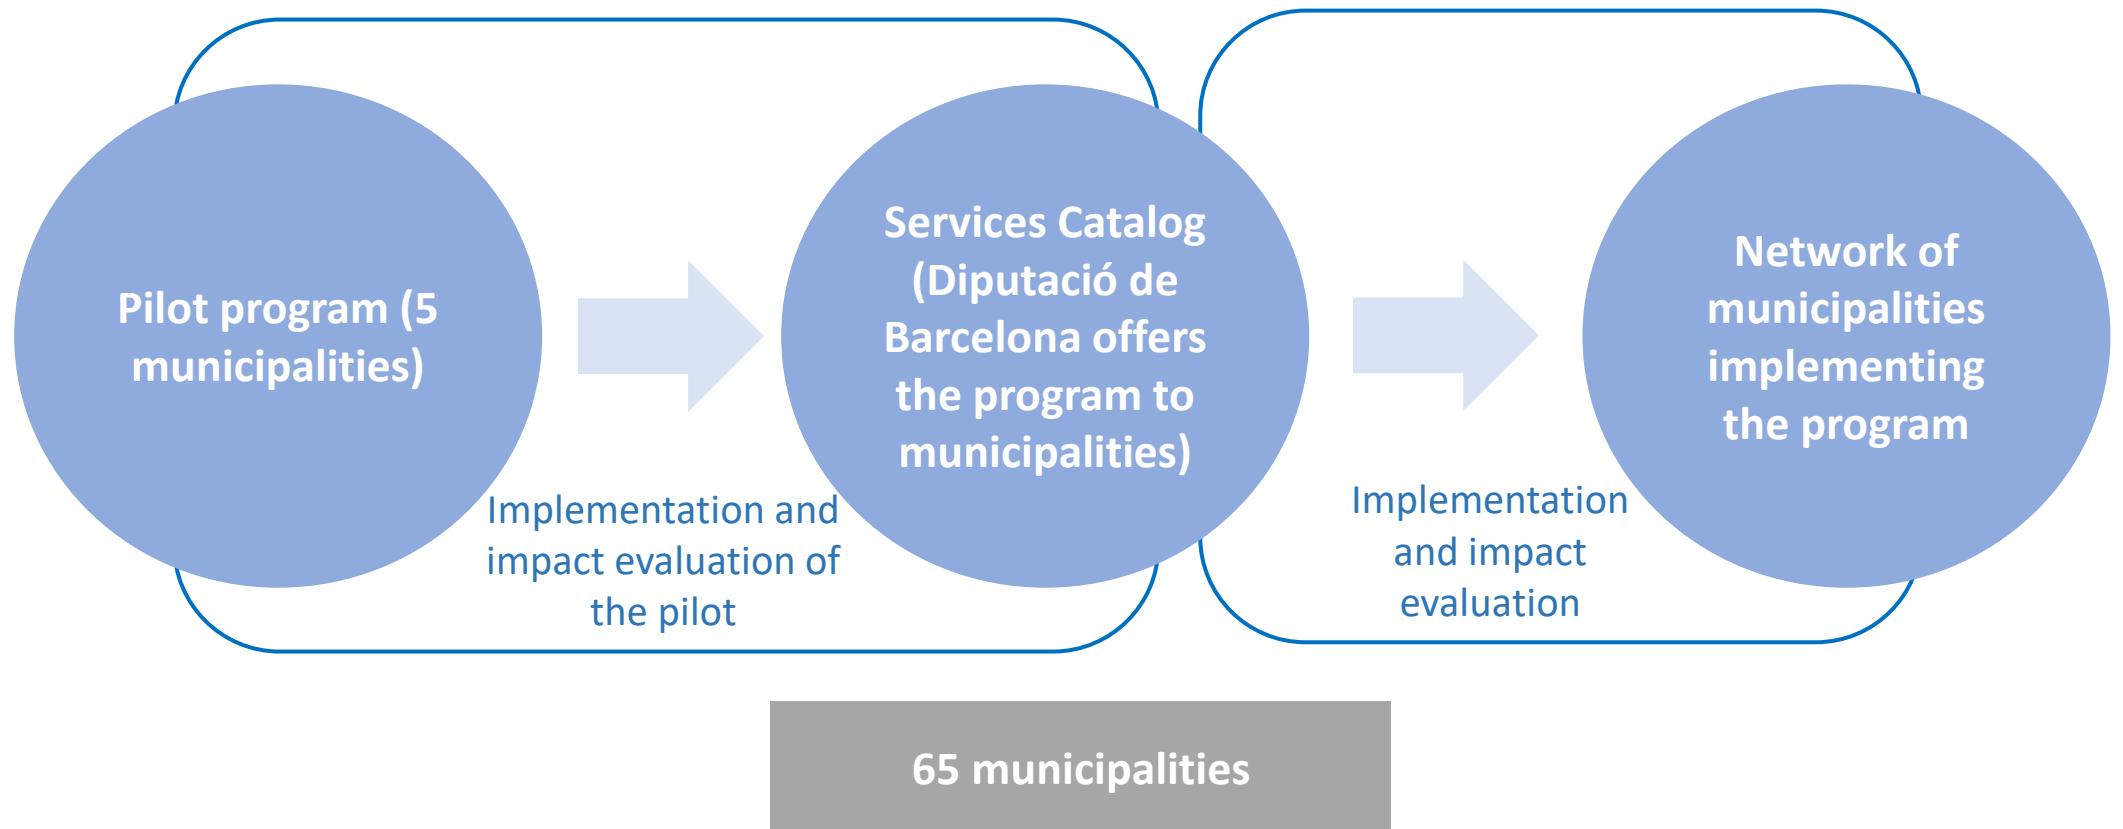 Pilot program (5
municipalities)
Implementation and
impact evaluation of
the pilot
Services Catalog
(Diputació de
Barcelona offers
the program to
municipalities)
Implementation
and impact
evaluation
Network of
municipalities
implementing
the program
65 municipalities